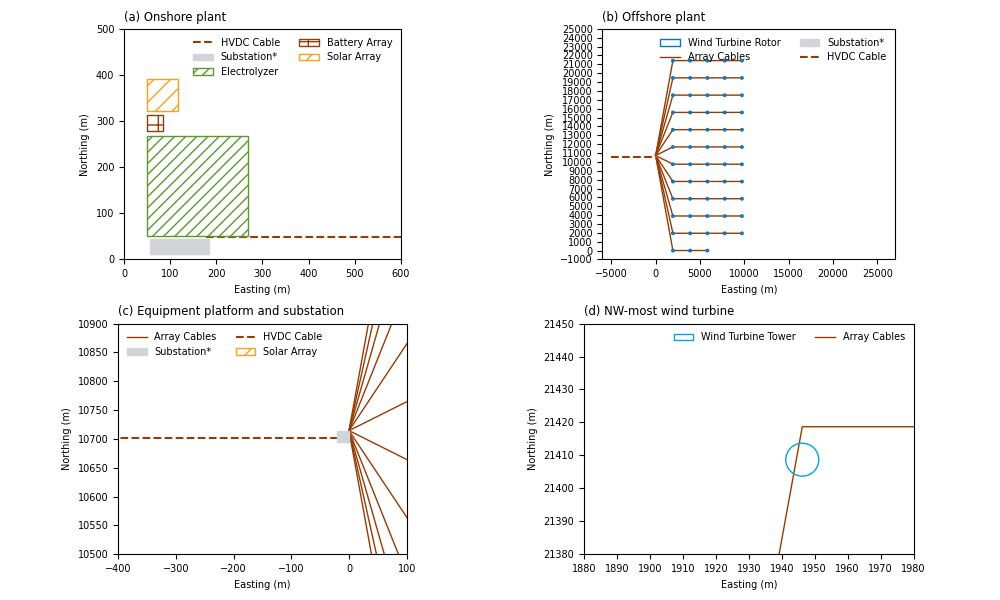 (a) Onshore plant
500
400
300
200
100
0
0 100 200 300 400 500 600
Northing (m)
Easting (m)
HVDC Cable
Substation*
Electrolyzer
Battery Array
Solar Array
(b) Offshore plant
25000
24000
23000
22000
21000
20000
19000
18000
17000
16000
15000
14000
13000
12000
11000
10000
9000
8000
7000
6000
5000
4000
3000
2000
1000
0
−1000
−5000 0 5000 10000 15000 20000 25000
Northing (m)
Easting (m)
Wind Turbine Rotor
Array Cables
Substation*
HVDC Cable
(c) Equipment platform and substation
10900
10850
10800
10750
10700
10650
10600
10550
10500
−400 −300 −200 −100 0 100
Northing (m)
Easting (m)
Array Cables
Substation*
HVDC Cable
Solar Array
(d) NW-most wind turbine
21450
21440
21430
21420
21410
21400
21390
21380
1880 1890 1900 1910 1920 1930 1940 1950 1960 1970 1980
Northing (m)
Easting (m)
Wind Turbine Tower
Array Cables